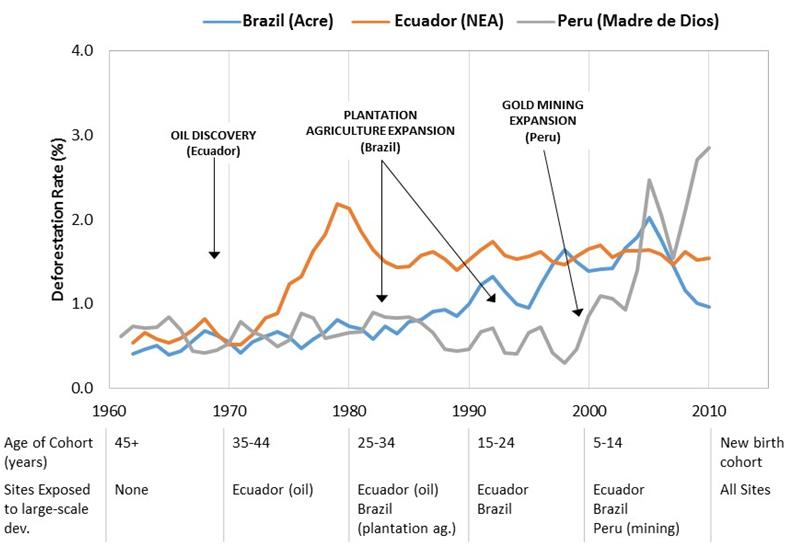 Brazil (Acre) Ecuador (NEA) Peru (Madre de Dios)
4.0
3.0
2.0
1.0
0.0
Deforestation Rate (%)
OIL DISCOVERY
(Ecuador)
PLANTATION
AGRICULTURE EXPANSION
(Brazil)
GOLD MINING
EXPANSION
(Peru)
1960 1970 1980 1990 2000 2010
Age of Cohort
(years)
45+
35-44
25-34
15-24
5-14
New birth
cohort
Sites Exposed
to large-scale
dev.
None
Ecuador (oil)
Ecuador (oil)
Brazil
(plantation ag.)
Ecuador
Brazil
Ecuador
Brazil
Peru (mining)
All Sites